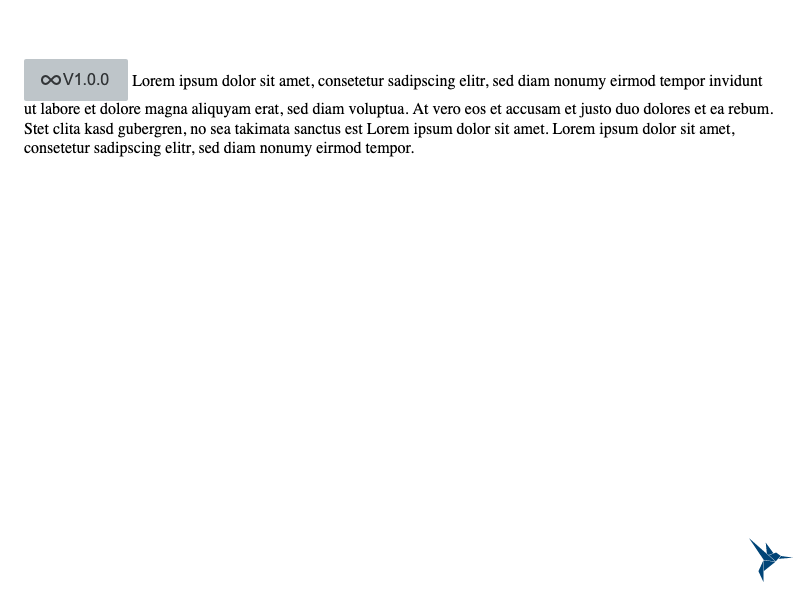 ∞V1.0.0 Lorem ipsum dolor sit amet, consetetur sadipscing elitr, sed diam nonumy eirmod tempor invidunt
ut labore et dolore magna aliquyam erat, sed diam voluptua. At vero eos et accusam et justo duo dolores et ea rebum.
Stet clita kasd gubergren, no sea takimata sanctus est Lorem ipsum dolor sit amet. Lorem ipsum dolor sit amet,
consetetur sadipscing elitr, sed diam nonumy eirmod tempor.